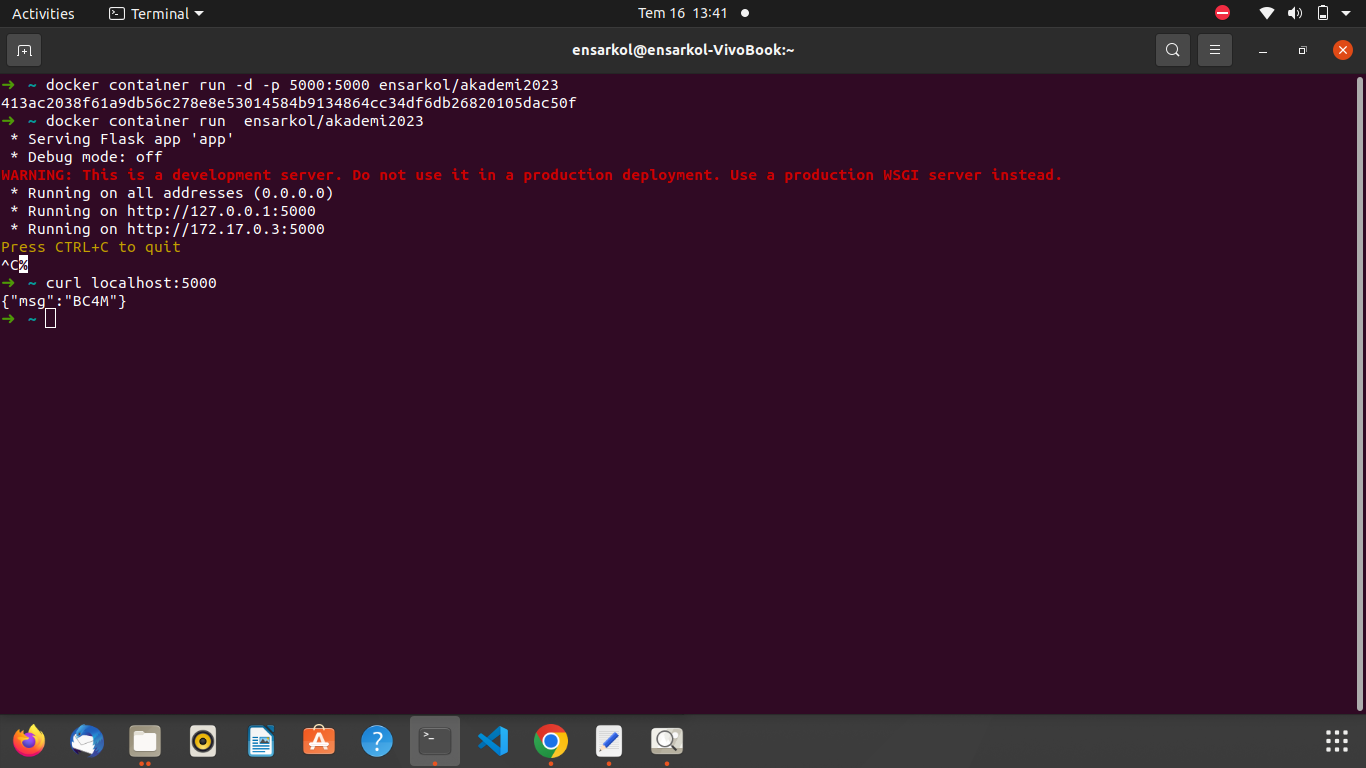 Activities
Terminal
Tem 16 13:41
ensarkol@ensarkol-VivoBook:~
➜ ~ docker container run -d -p 5000:5000 ensarkol/akademi2023
413ac2038f61a9db56c278e8e53014584b9134864cc34df6db26820105dac50f
➜ ~ docker container run  ensarkol/akademi2023
 * Serving Flask app 'app'
 * Debug mode: off
WARNING: This is a development server. Do not use it in a production deployment. Use a production WSGI server instead.
 * Running on all addresses (0.0.0.0)
 * Running on http://127.0.0.1:5000
 * Running on http://172.17.0.3:5000
Press CTRL+C to quit
^C%
➜ ~ curl localhost:5000
{"msg":"BC4M"}
➜ ~